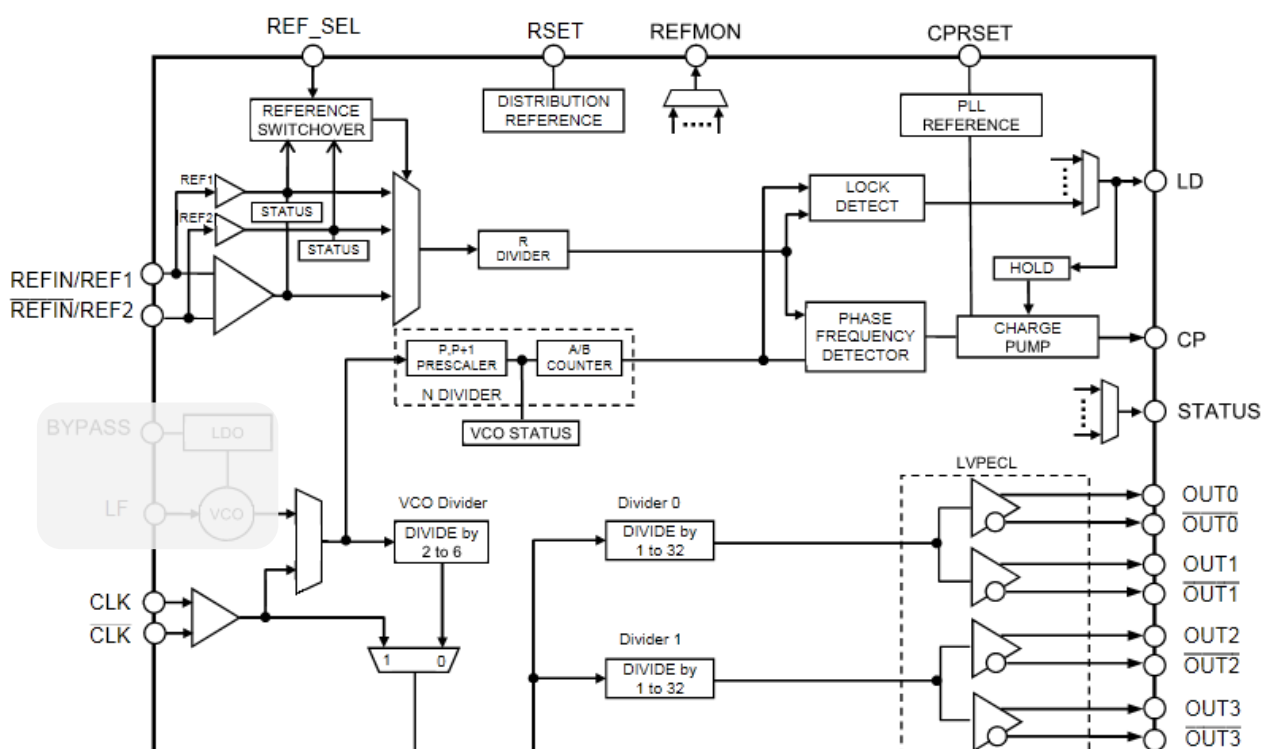 REF_SEL
RSET
REFMON
CPRSET
REFERENCE
SWITCHOVER
DISTRIBUTION
REFERENCE
PLL
REFERENCE
REF1
STATUS
REF2
STATUS
LOCK
DETECT
LD
R
DIVIDER
HOLD
REFIN/REF1
REFIN/REF2
PHASE
FREQUENCY
DETECTOR
CHARGE
PUMP
CP
P,P+1
PRESCALER
A/B
COUNTER
N DIVIDER
VCO STATUS
STATUS
BYPASS
LDO
LF
VCO
LVPECL
VCO Divider
DIVIDE by
2 to 6
Divider 0
DIVIDE by
1 to 32
OUT0
OUT0
OUT1
OUT1
CLK
CLK
1 0
Divider 1
DIVIDE by
1 to 32
OUT2
OUT2
OUT3
OUT3